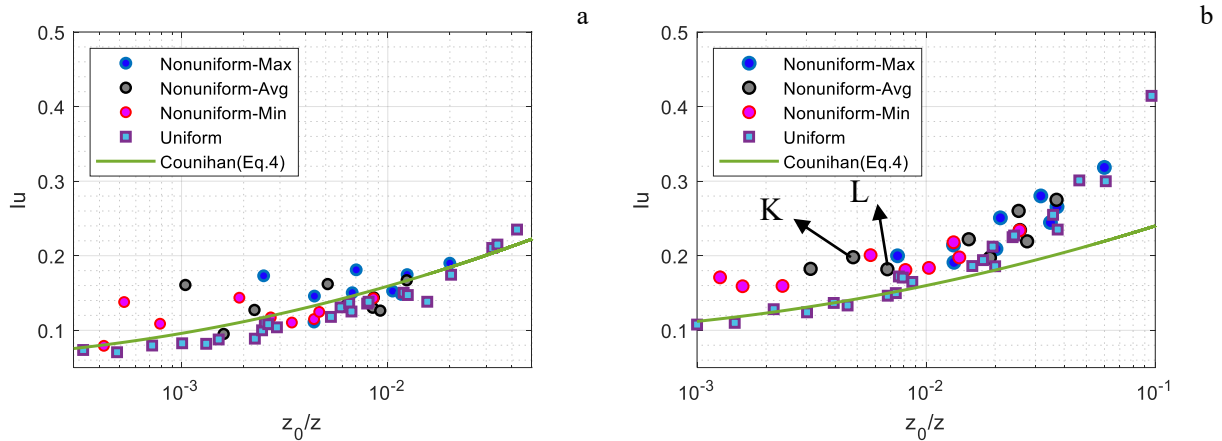 a
0.5
0.4
0.3
0.2
0.1
Iu
10⁻³
10⁻²
z₀/z
Nonuniform-Max
Nonuniform-Avg
Nonuniform-Min
Uniform
Counihan(Eq.4)
b
0.5
0.4
0.3
0.2
0.1
Iu
10⁻³
10⁻²
10⁻¹
z₀/z
Nonuniform-Max
Nonuniform-Avg
Nonuniform-Min
Uniform
Counihan(Eq.4)
K
L